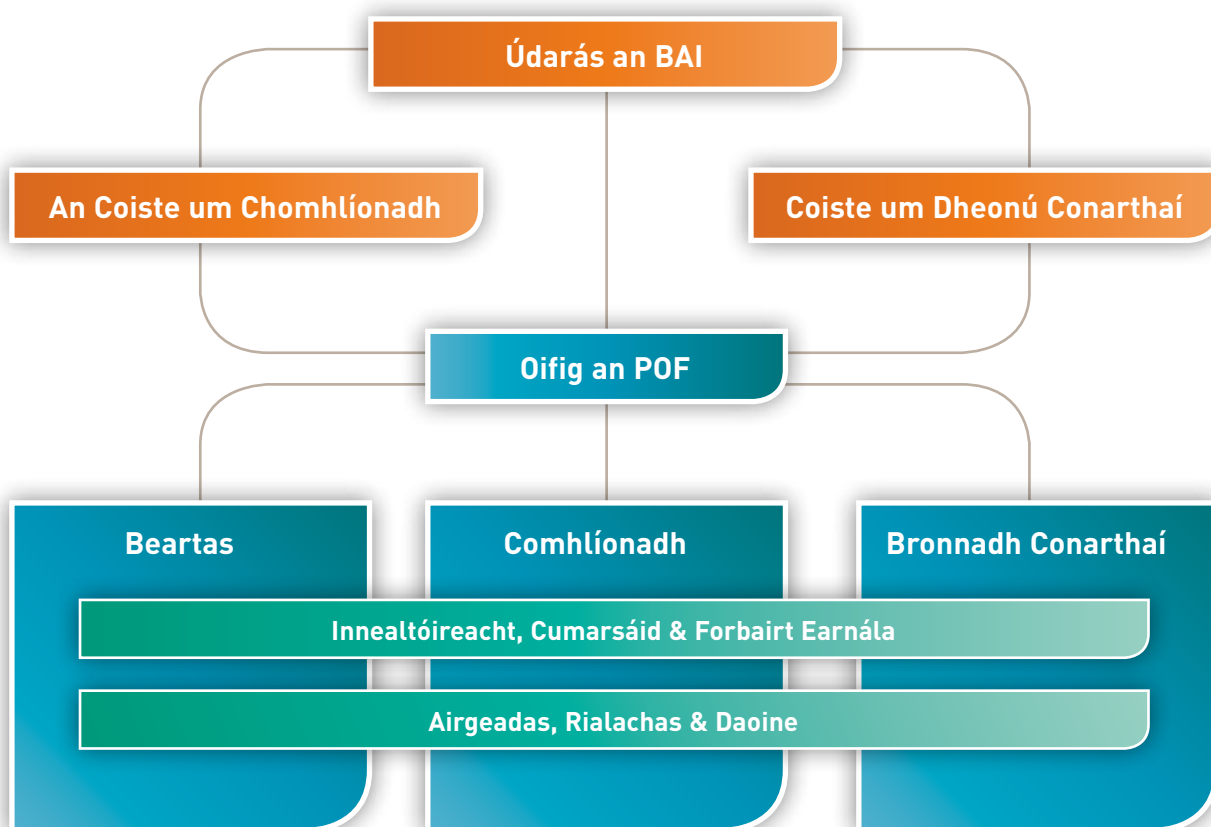 Údarás an BAI
An Coiste um Chomhlíonadh
Coiste um Dheonú Conarthaí
Oifig an POF
Beartas
Comhlíonadh
Bronnadh Conarthaí
Innealtóireacht, Cumarsáid & Forbairt Earnála
Airgeadas, Rialachas & Daoine